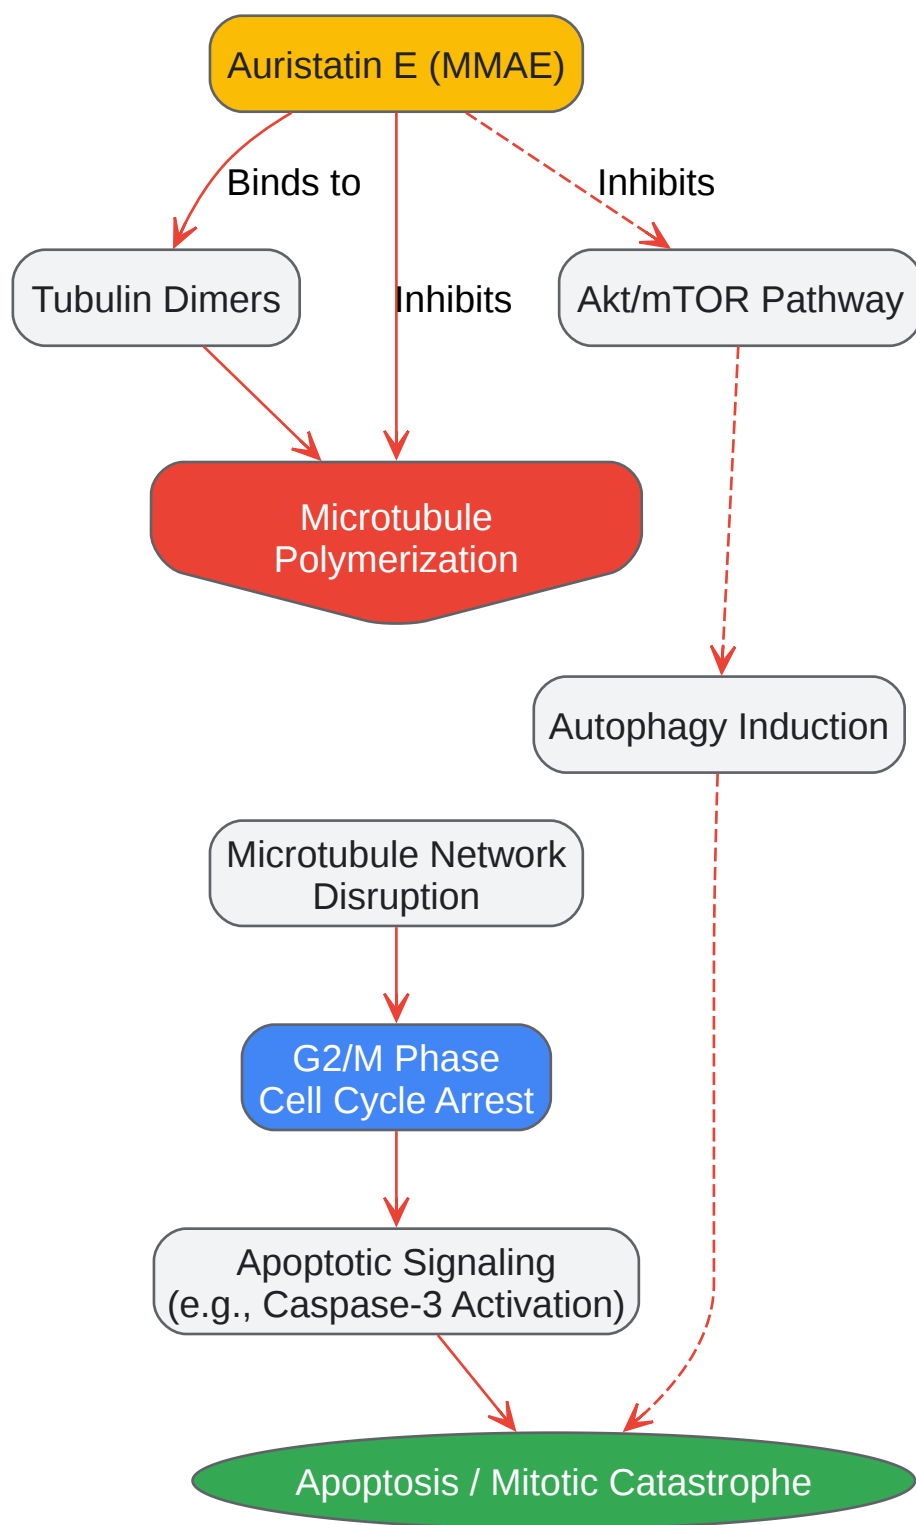 Auristatin E (MMAE)
Binds to
Inhibits
Tubulin Dimers
Inhibits
Akt/mTOR Pathway
Microtubule
Polymerization
Autophagy Induction
Microtubule Network
Disruption
G2/M Phase
Cell Cycle Arrest
Apoptotic Signaling
(e.g., Caspase-3 Activation)
Apoptosis / Mitotic Catastrophe